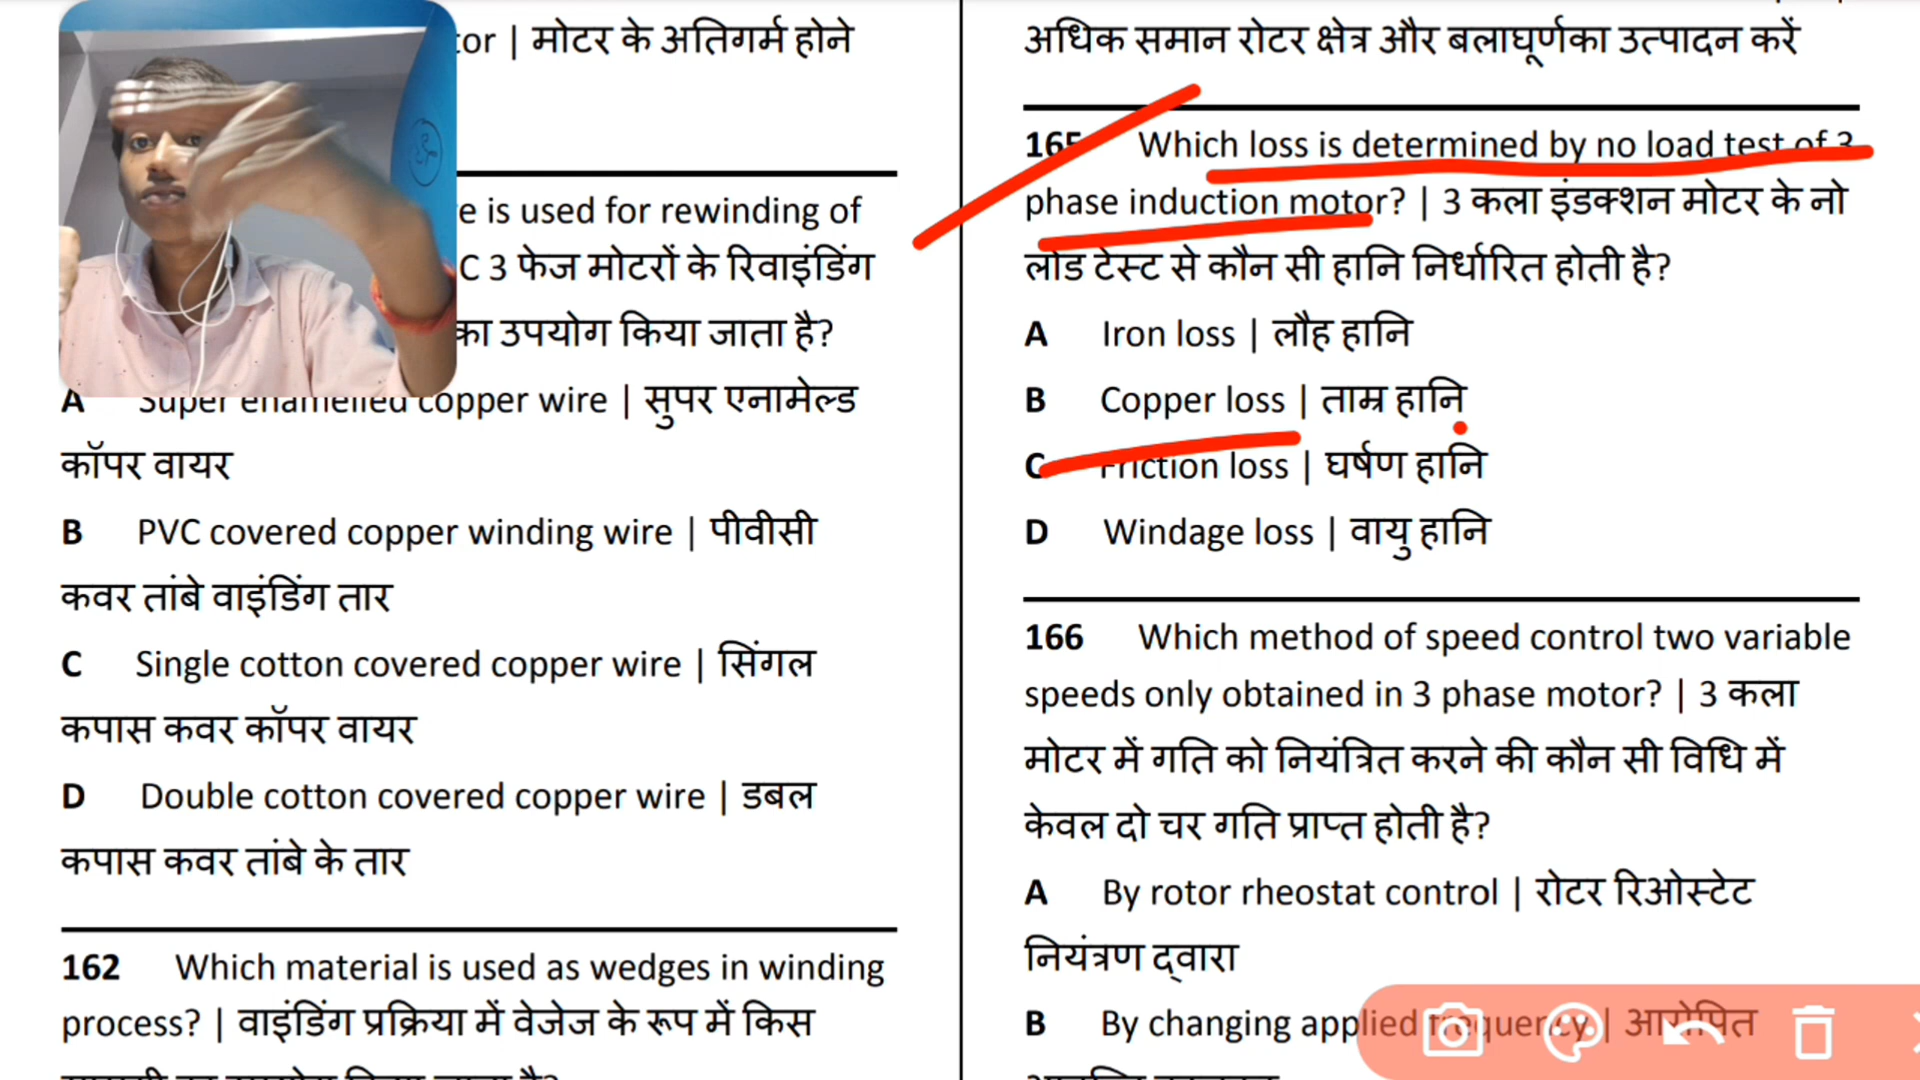 tor | मोटर के अतिगर्म होने
e is used for rewinding of
C 3 फेज मोटरों के रिवाइंडिंग
का उपयोग किया जाता है?
A Super enamelled copper wire | सुपर एनामेल्ड
कॉपर वायर
B PVC covered copper winding wire | पीवीसी
कवर तांबे वाइंडिंग तार
C Single cotton covered copper wire | सिंगल
कपास कवर कॉपर वायर
D Double cotton covered copper wire | डबल
कपास कवर तांबे के तार
162 Which material is used as wedges in winding
process? | वाइंडिंग प्रक्रिया में वेजेज के रूप में किस
अधिक समान रोटर क्षेत्र और बलाघूर्णका उत्पादन करें
165 Which loss is determined by no load test of 3
phase induction motor? | 3 कला इंडक्शन मोटर के नो
लोड टेस्ट से कौन सी हानि निर्धारित होती है?
A Iron loss | लौह हानि
B Copper loss | ताम्र हानि
C Friction loss | घर्षण हानि
D Windage loss | वायु हानि
166 Which method of speed control two variable
speeds only obtained in 3 phase motor? | 3 कला
मोटर में गति को नियंत्रित करने की कौन सी विधि में
केवल दो चर गति प्राप्त होती है?
A By rotor rheostat control | रोटर रिओस्टेट
नियंत्रण द्वारा
B By changing applied frequency | आरोपित